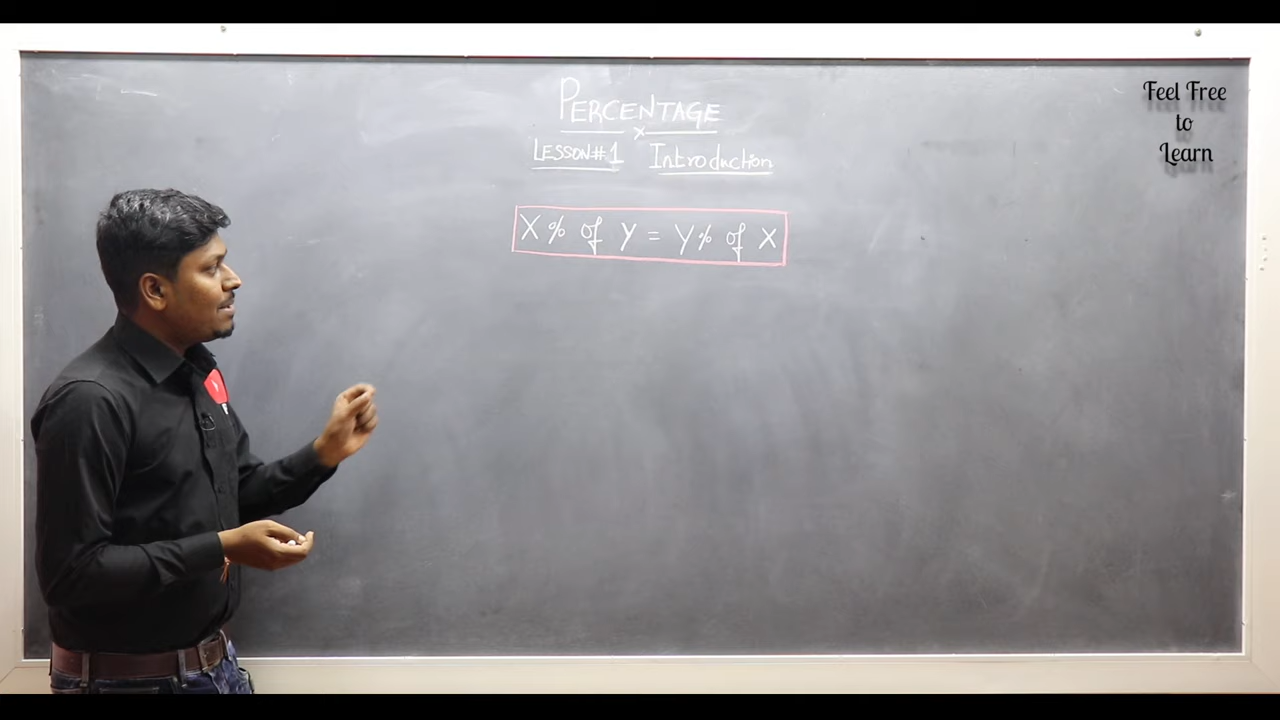 PERCENTAGE
LESSON#1 Introduction
X% of Y = Y% of X
Feel Free
to
Learn